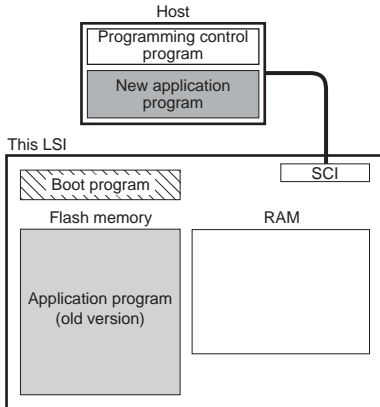 Host
Programming control
program
New application
program
This LSI
SCI
Boot program
Flash memory
RAM
Application program
(old version)